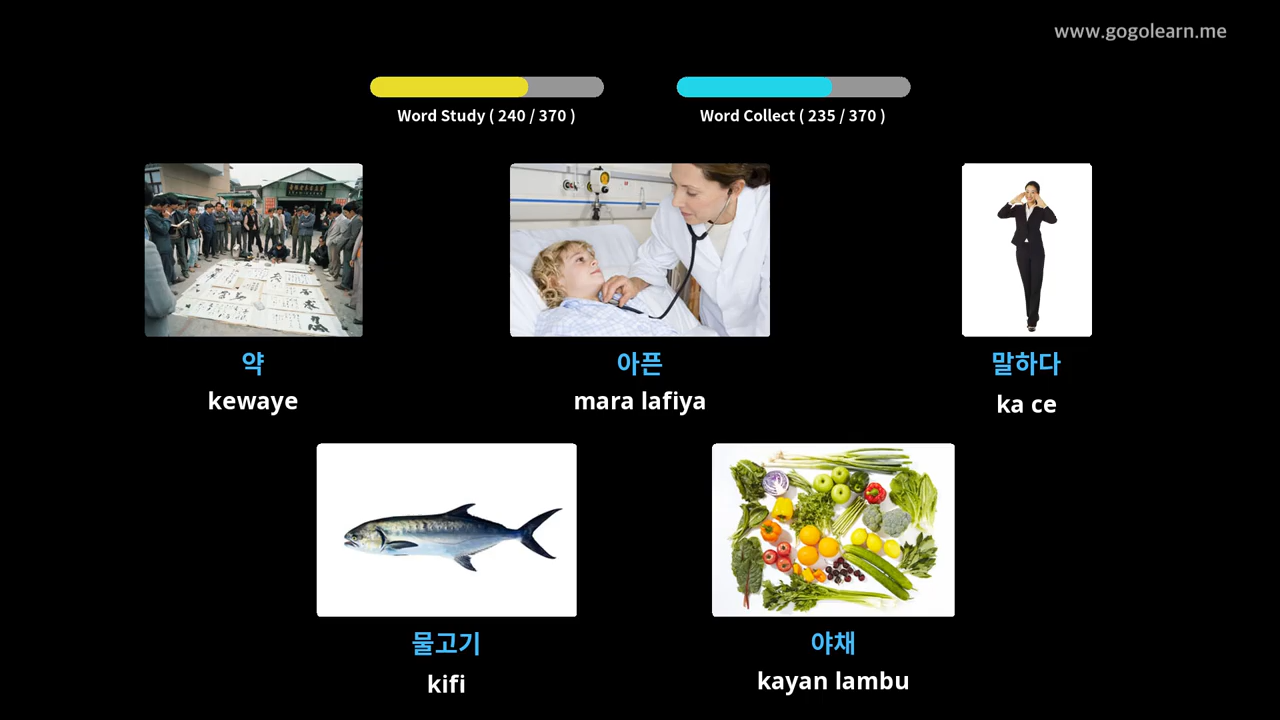 www.gogolearn.me
Word Study ( 240 / 370 )
Word Collect ( 235 / 370 )
약
kewaye
아픈
mara lafiya
말하다
ka ce
물고기
kifi
야채
kayan lambu